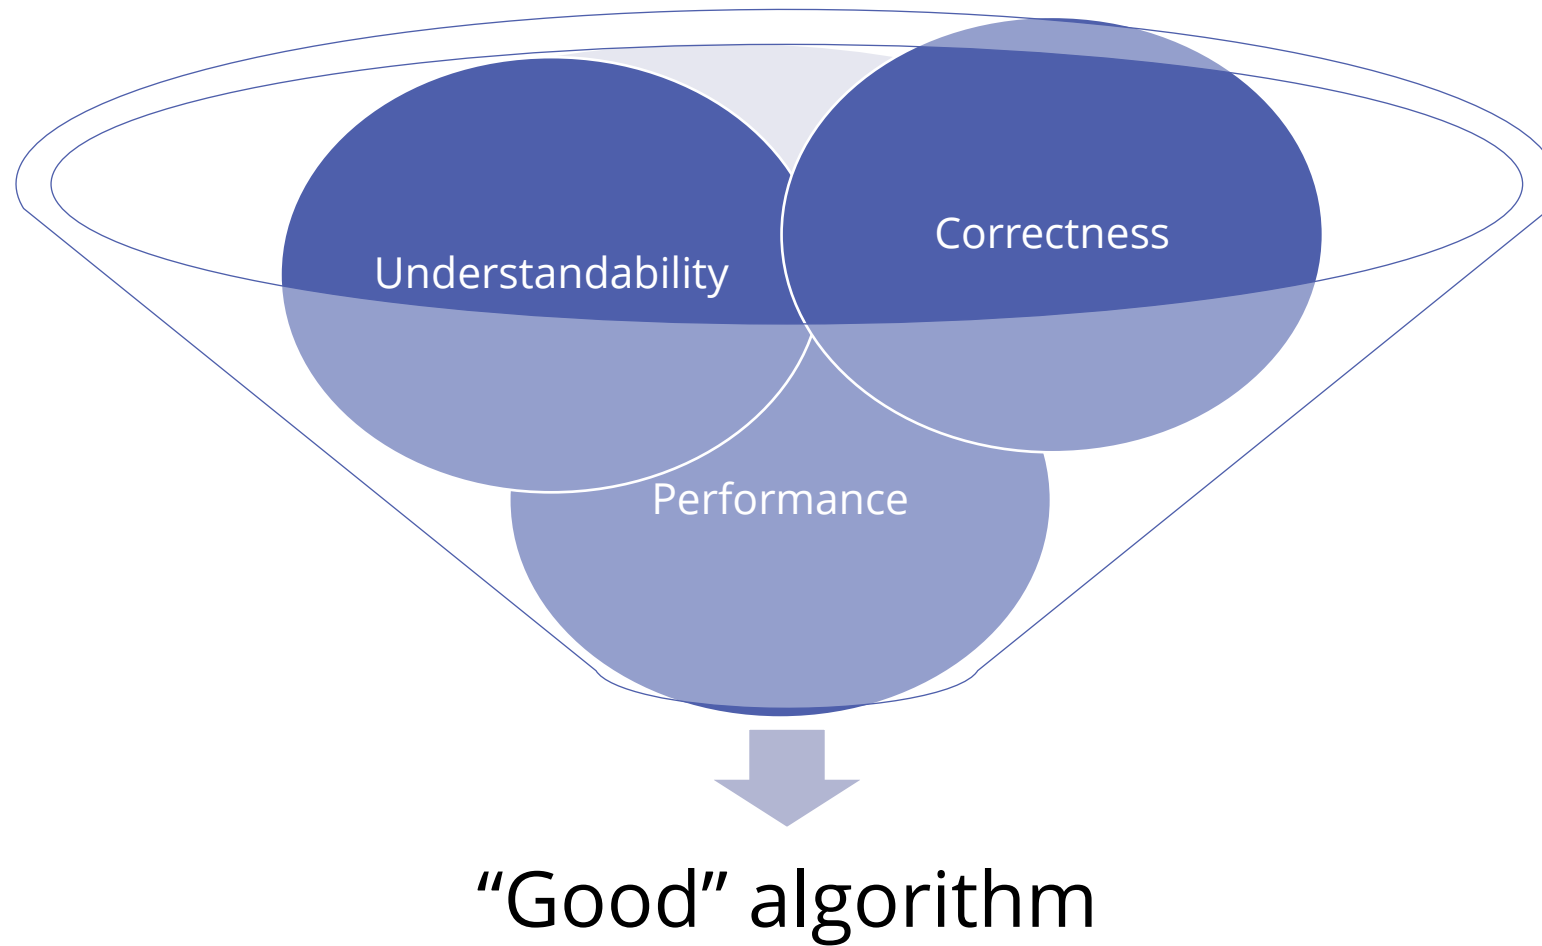 Understandability
Correctness
Performance
“Good” algorithm